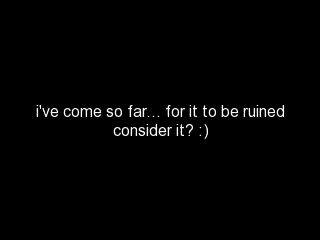 i've come so far... for it to be ruined
consider it? :)